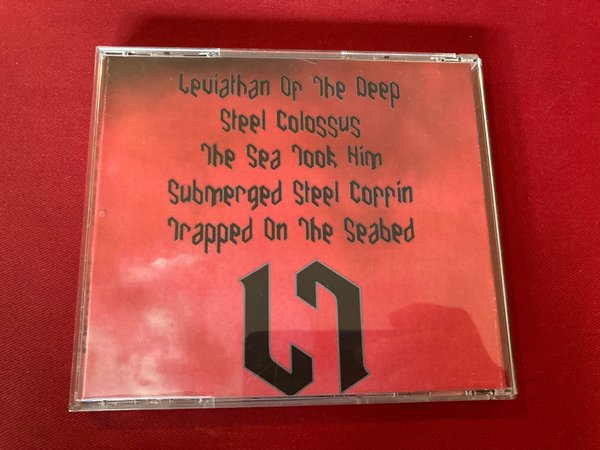 Leviathan Of The Deep
Steel Colossus
The Sea Took Him
Submerged Steel Coffin
Trapped On The Seabed